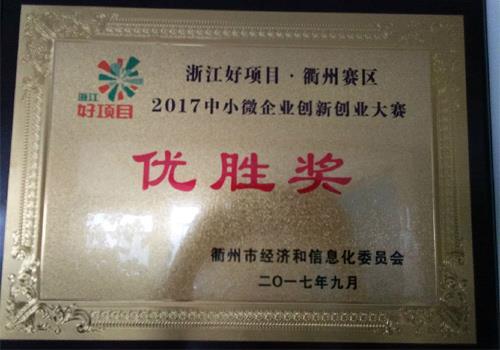 浙江好项目·衢州赛区
2017中小微企业创新创业大赛
浙江
好项目
优胜奖
衢州市经济和信息化委员会
二〇一七年九月